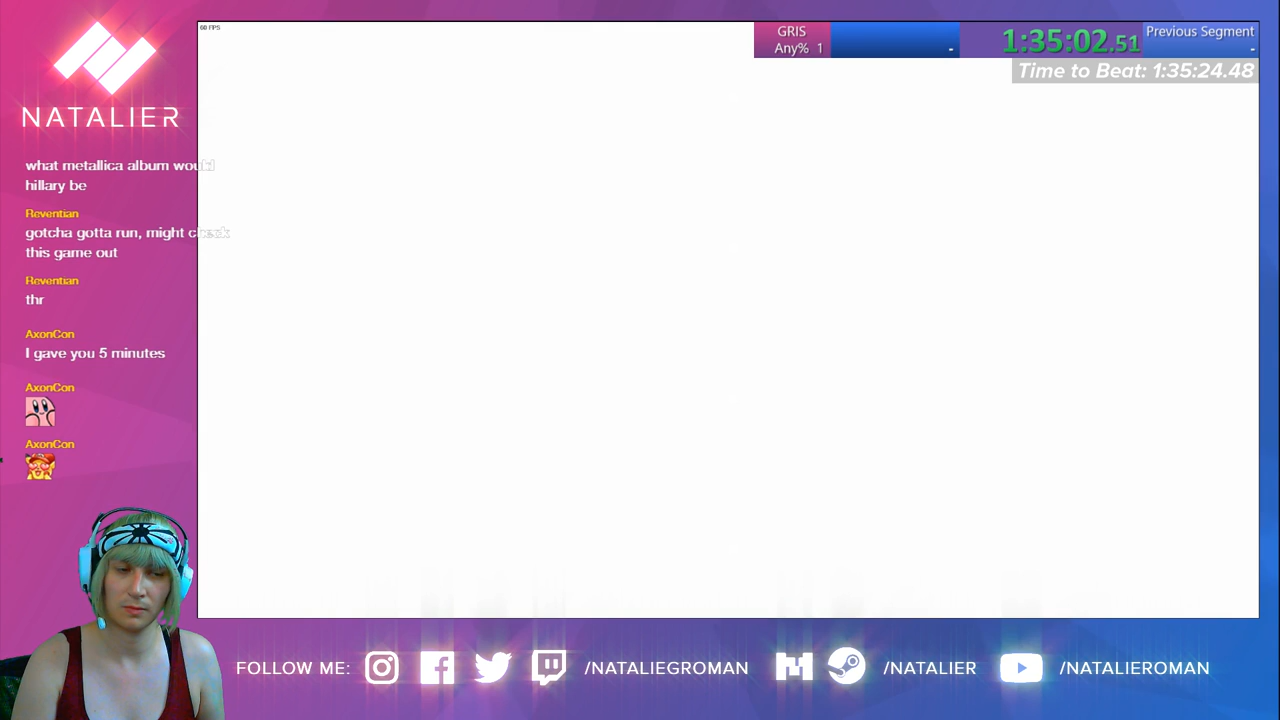 60 FPS
GRIS
Any% 1
-
1:35:02.51
Previous Segment
-
Time to Beat: 1:35:24.48
NATALIER
what metallica album would
hillary be
Reventian
gotcha gotta run, might check
this game out
Reventian
thr
AxonCon
I gave you 5 minutes
AxonCon
AxonCon
FOLLOW ME:
/NATALIEGROMAN
/NATALIER
/NATALIEROMAN